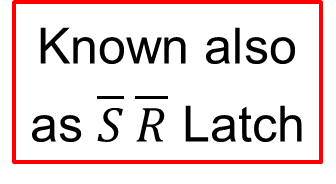 Known also
as S̅ R̅ Latch